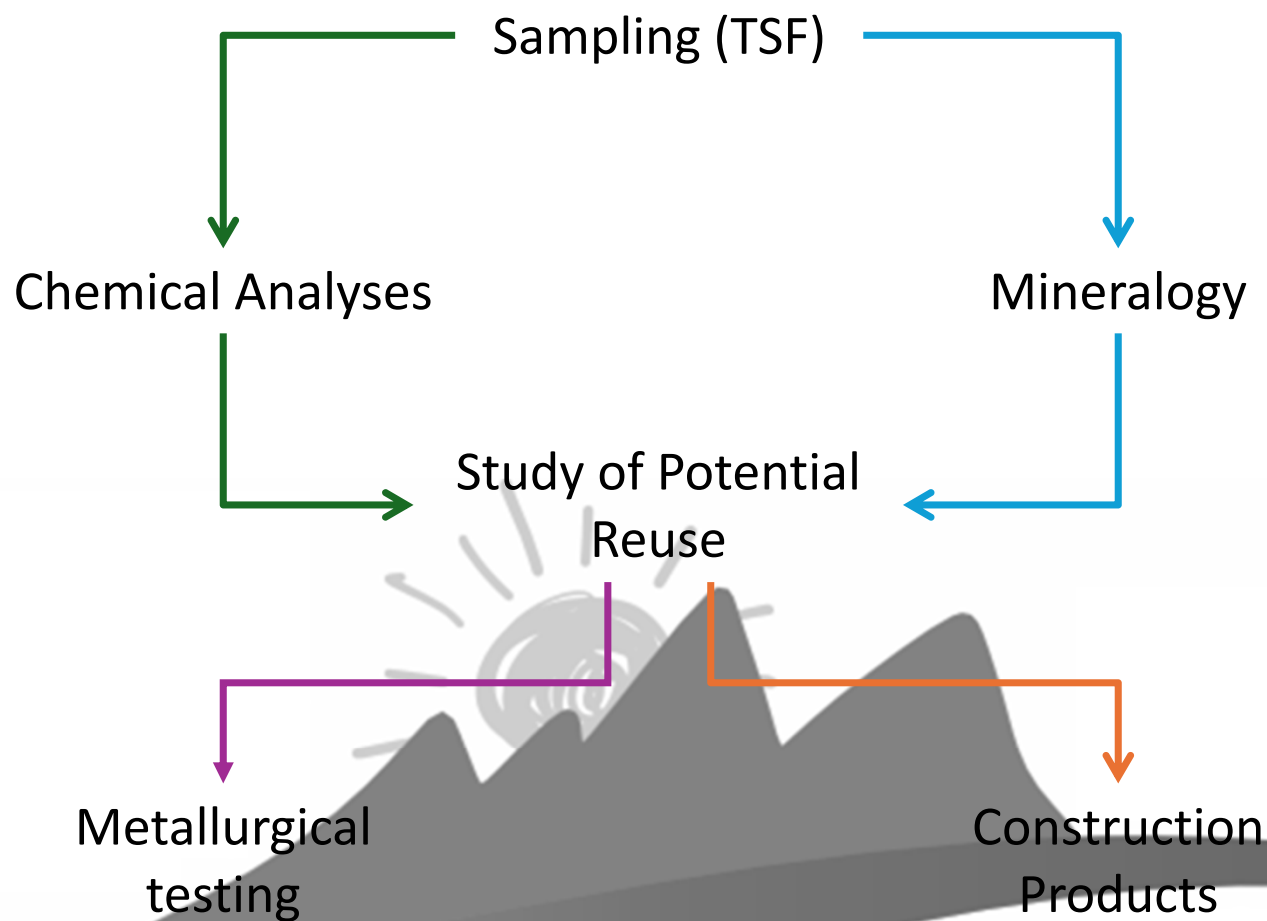 Sampling (TSF)
Chemical Analyses
Mineralogy
Study of Potential
Reuse
Metallurgical
testing
Construction
Products